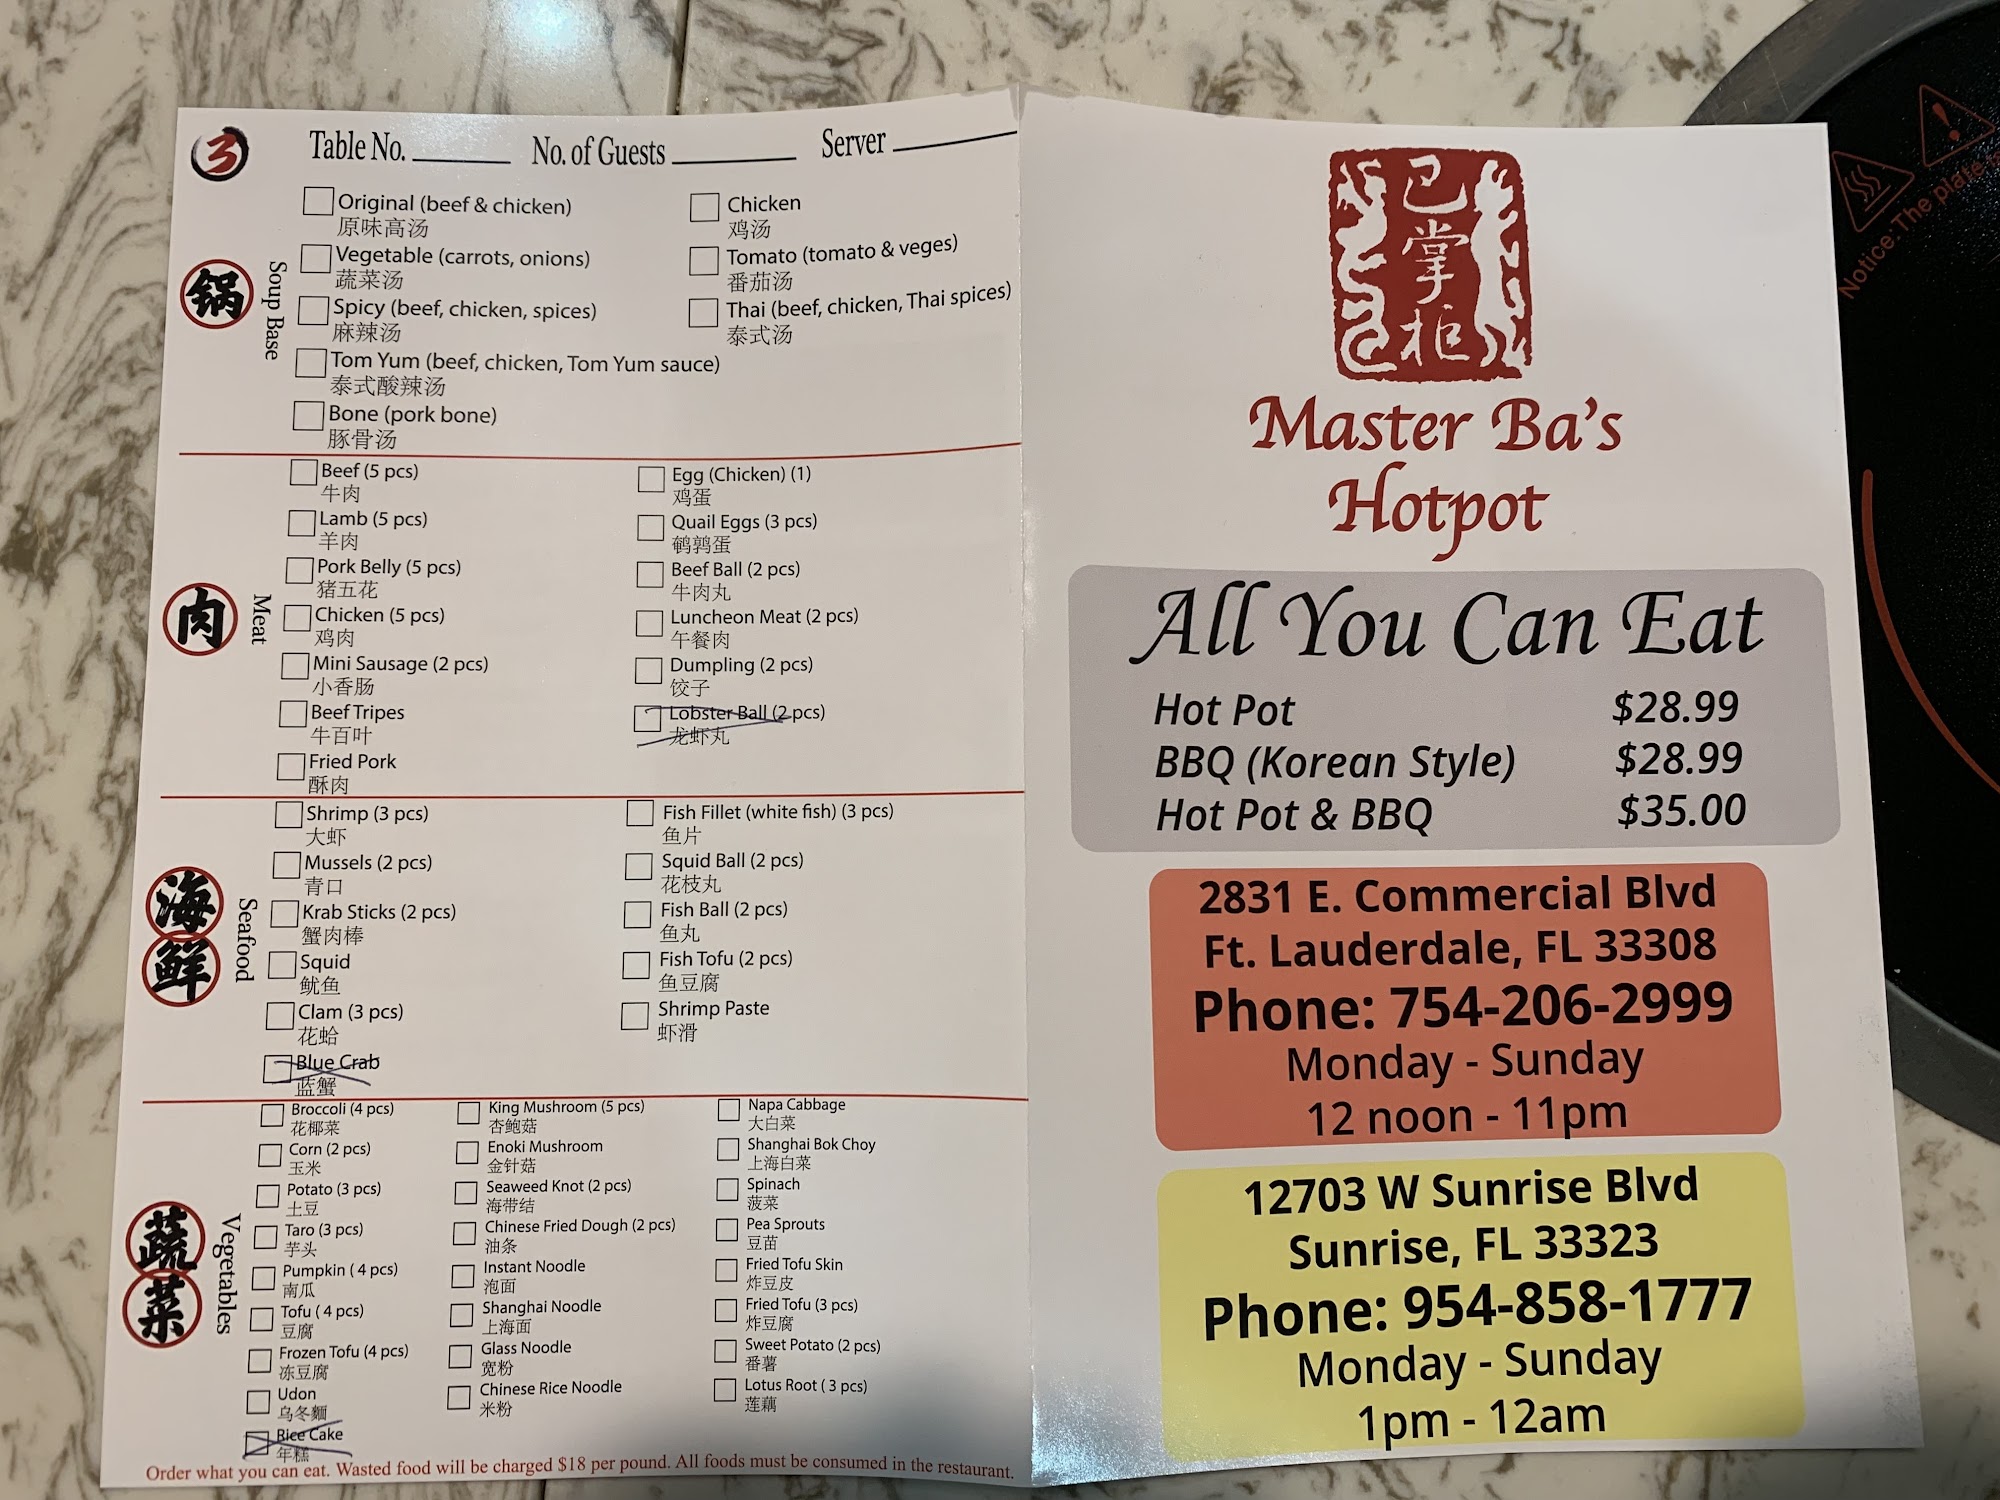 3
Table No. No. of Guests Server
锅
Soup Base
Original (beef & chicken)
原味高汤
Vegetable (carrots, onions)
蔬菜汤
Spicy (beef, chicken, spices)
麻辣汤
Tom Yum (beef, chicken, Tom Yum sauce)
泰式酸辣汤
Bone (pork bone)
豚骨汤
Chicken
鸡汤
Tomato (tomato & veges)
番茄汤
Thai (beef, chicken, Thai spices)
泰式汤
肉
Meat
Beef (5 pcs)
牛肉
Lamb (5 pcs)
羊肉
Pork Belly (5 pcs)
猪五花
Chicken (5 pcs)
鸡肉
Mini Sausage (2 pcs)
小香肠
Beef Tripes
牛百叶
Fried Pork
酥肉
Egg (Chicken) (1)
鸡蛋
Quail Eggs (3 pcs)
鹌鹑蛋
Beef Ball (2 pcs)
牛肉丸
Luncheon Meat (2 pcs)
午餐肉
Dumpling (2 pcs)
饺子
Lobster Ball (2 pcs)
龙虾丸
海鲜
Seafood
Shrimp (3 pcs)
大虾
Mussels (2 pcs)
青口
Krab Sticks (2 pcs)
蟹肉棒
Squid
鱿鱼
Clam (3 pcs)
花蛤
Blue Crab
蓝蟹
Fish Fillet (white fish) (3 pcs)
鱼片
Squid Ball (2 pcs)
花枝丸
Fish Ball (2 pcs)
鱼丸
Fish Tofu (2 pcs)
鱼豆腐
Shrimp Paste
虾滑
蔬菜
Vegetables
Broccoli (4 pcs)
花椰菜
Corn (2 pcs)
玉米
Potato (3 pcs)
土豆
Taro (3 pcs)
芋头
Pumpkin ( 4 pcs)
南瓜
Tofu ( 4 pcs)
豆腐
Frozen Tofu (4 pcs)
冻豆腐
Udon
乌冬麵
Rice Cake
年糕
King Mushroom (5 pcs)
杏鲍菇
Enoki Mushroom
金针菇
Seaweed Knot (2 pcs)
海带结
Chinese Fried Dough (2 pcs)
油条
Instant Noodle
泡面
Shanghai Noodle
上海面
Glass Noodle
宽粉
Chinese Rice Noodle
米粉
Napa Cabbage
大白菜
Shanghai Bok Choy
上海白菜
Spinach
菠菜
Pea Sprouts
豆苗
Fried Tofu Skin
炸豆皮
Fried Tofu (3 pcs)
炸豆腐
Sweet Potato (2 pcs)
番薯
Lotus Root ( 3 pcs)
莲藕
Order what you can eat. Wasted food will be charged $18 per pound. All foods must be consumed in the restaurant.
巴掌柜
Master Ba's
Hotpot
All You Can Eat
Hot Pot $28.99
BBQ (Korean Style) $28.99
Hot Pot & BBQ $35.00
2831 E. Commercial Blvd
Ft. Lauderdale, FL 33308
Phone: 754-206-2999
Monday - Sunday
12 noon - 11pm
12703 W Sunrise Blvd
Sunrise, FL 33323
Phone: 954-858-1777
Monday - Sunday
1pm - 12am
Notice: The plate